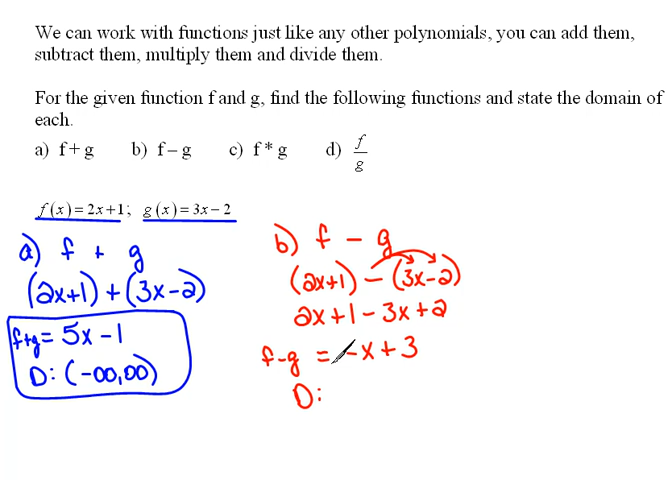 We can work with functions just like any other polynomials, you can add them,
subtract them, multiply them and divide them.
For the given function f and g, find the following functions and state the domain of
each.
a) f + g b) f – g c) f * g d) f/g
f(x) = 2x + 1; g(x) = 3x – 2
a) f + g
(2x+1) + (3x-2)
f+g = 5x - 1
D: (-∞,∞)
b) f - g
(2x+1) - (3x-2)
2x + 1 - 3x + 2
f-g = -x + 3
D: